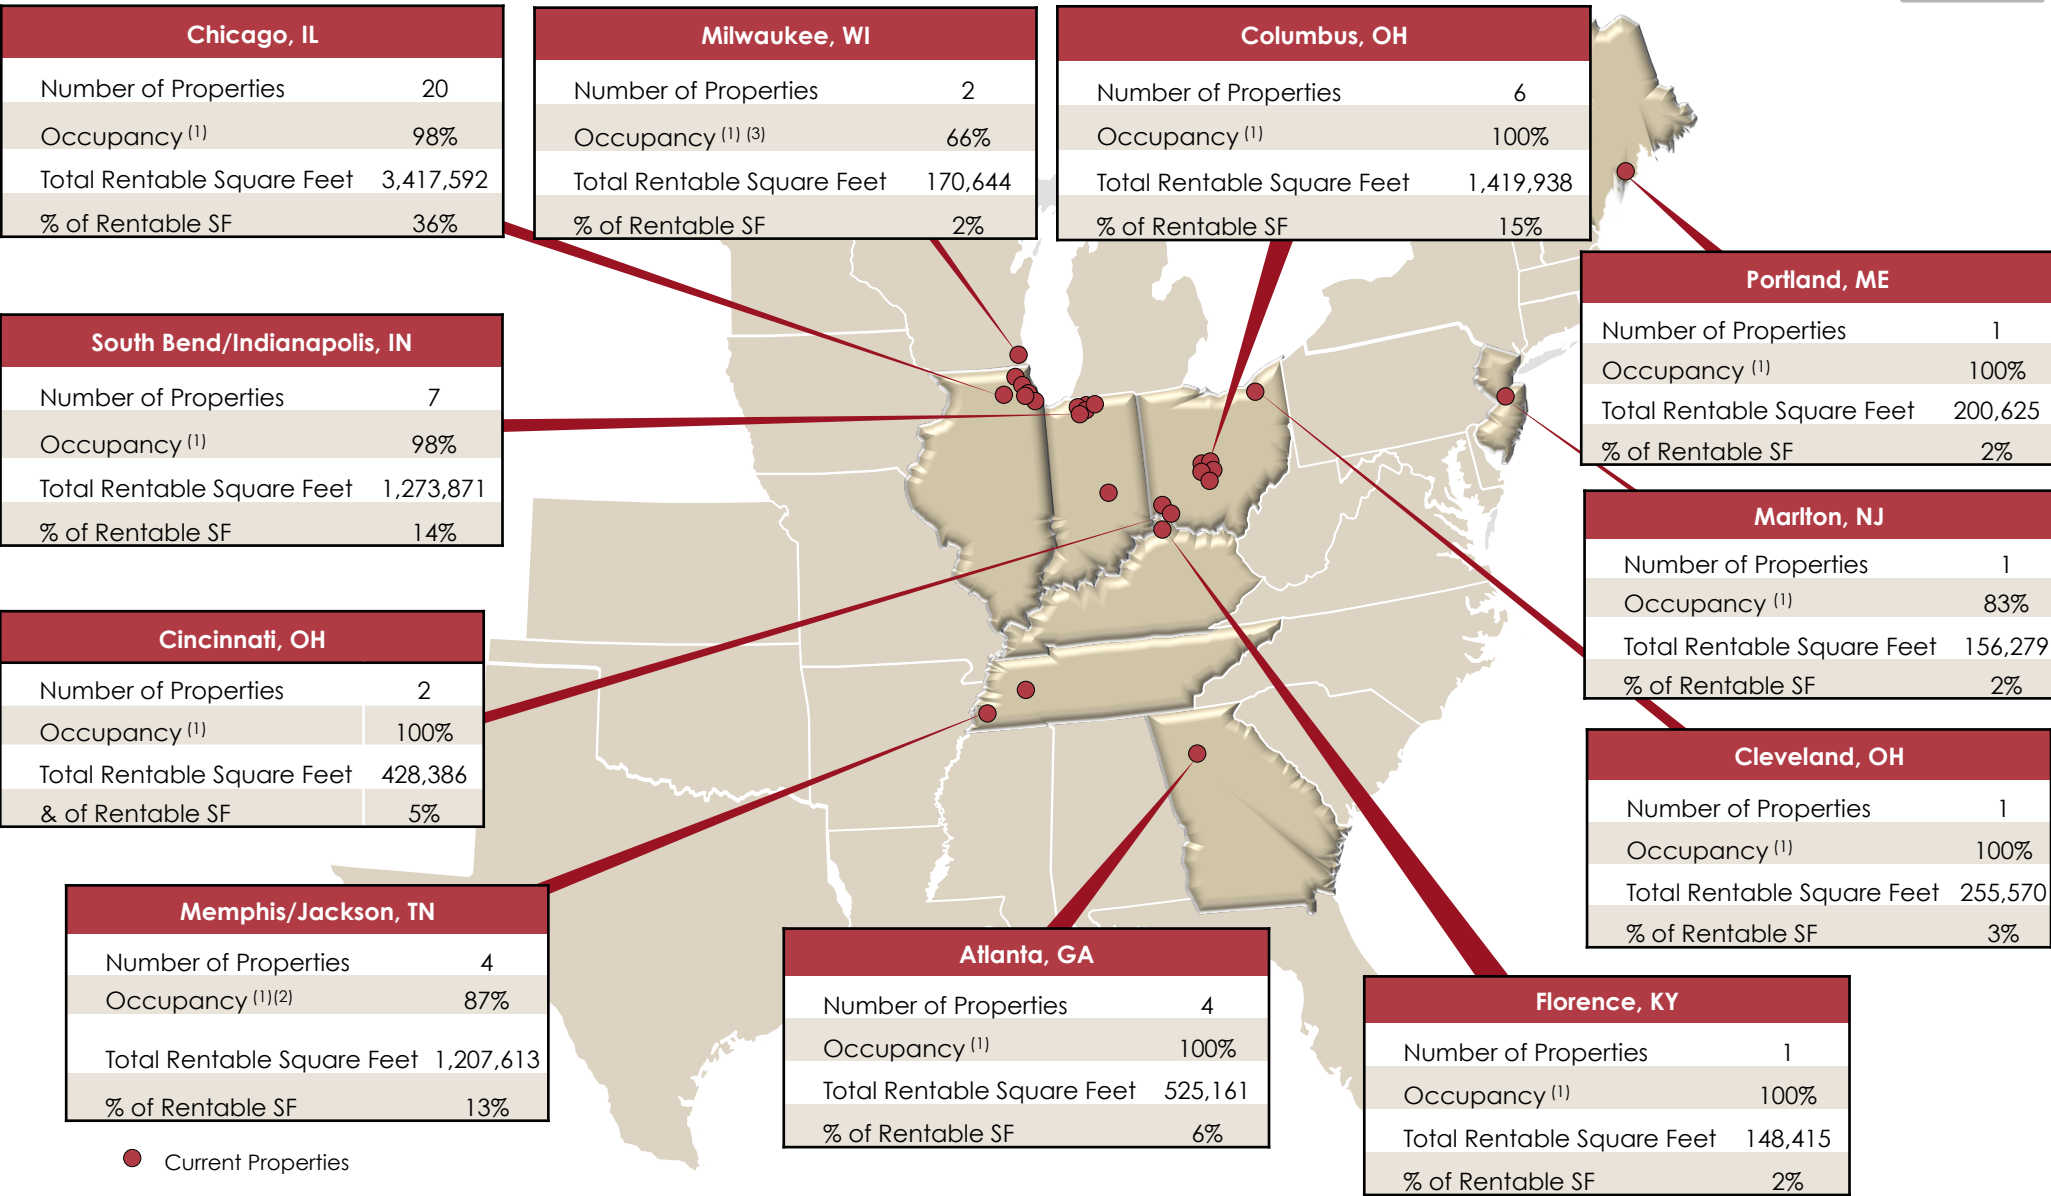 Chicago, IL
Number of Properties 20
Occupancy (1) 98%
Total Rentable Square Feet 3,417,592
% of Rentable SF 36%
Milwaukee, WI
Number of Properties 2
Occupancy (1) (3) 66%
Total Rentable Square Feet 170,644
% of Rentable SF 2%
Columbus, OH
Number of Properties 6
Occupancy (1) 100%
Total Rentable Square Feet 1,419,938
% of Rentable SF 15%
Portland, ME
Number of Properties 1
Occupancy (1) 100%
Total Rentable Square Feet 200,625
% of Rentable SF 2%
South Bend/Indianapolis, IN
Number of Properties 7
Occupancy (1) 98%
Total Rentable Square Feet 1,273,871
% of Rentable SF 14%
Marlton, NJ
Number of Properties 1
Occupancy (1) 83%
Total Rentable Square Feet 156,279
% of Rentable SF 2%
Cincinnati, OH
Number of Properties 2
Occupancy (1) 100%
Total Rentable Square Feet 428,386
& of Rentable SF 5%
Cleveland, OH
Number of Properties 1
Occupancy (1) 100%
Total Rentable Square Feet 255,570
% of Rentable SF 3%
Memphis/Jackson, TN
Number of Properties 4
Occupancy (1)(2) 87%
Total Rentable Square Feet 1,207,613
% of Rentable SF 13%
Atlanta, GA
Number of Properties 4
Occupancy (1) 100%
Total Rentable Square Feet 525,161
% of Rentable SF 6%
Florence, KY
Number of Properties 1
Occupancy (1) 100%
Total Rentable Square Feet 148,415
% of Rentable SF 2%
Current Properties